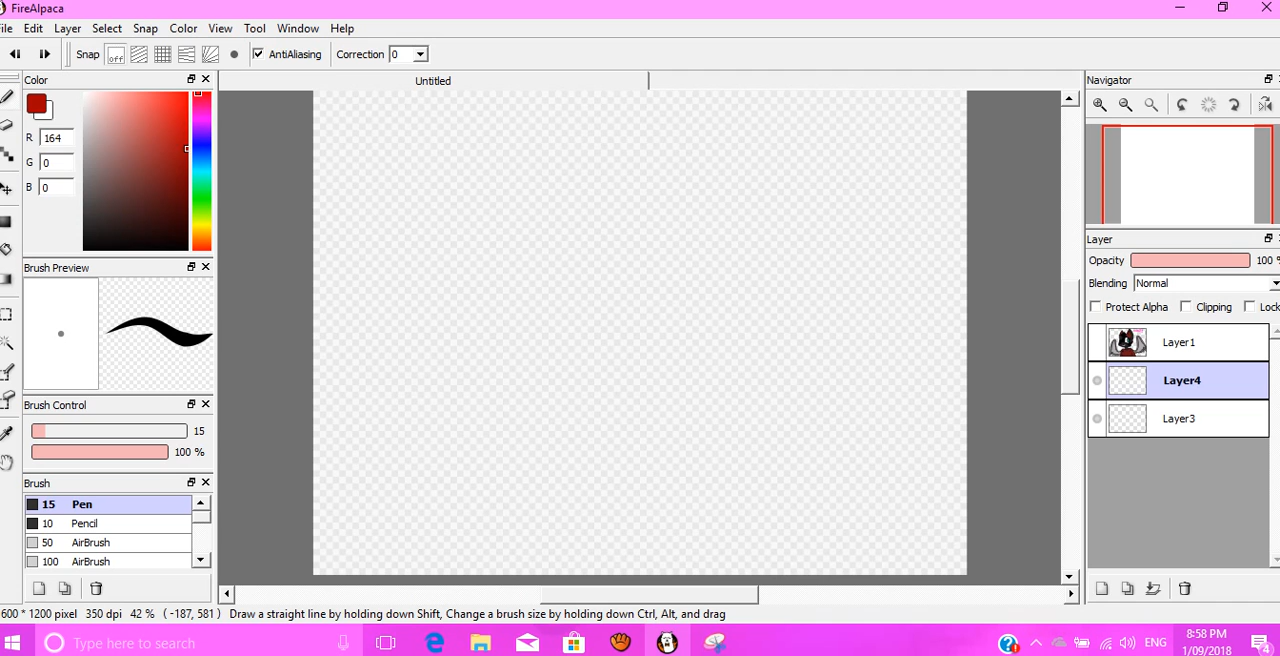 FireAlpaca
ile Edit Layer Select Snap Color View Tool Window Help
Snap off AntiAliasing Correction 0
Color
Untitled
Navigator
R 164
G 0
B 0
Brush Preview
Layer
Opacity 100 %
Blending Normal
Protect Alpha Clipping Lock
Layer1
Layer4
Layer3
Brush Control
15
100 %
Brush
15 Pen
10 Pencil
50 AirBrush
100 AirBrush
600 * 1200 pixel 350 dpi 42 % ( -187, 581 ) Draw a straight line by holding down Shift, Change a brush size by holding down Ctrl, Alt, and drag
Type here to search
ENG
8:58 PM
1/09/2018
4